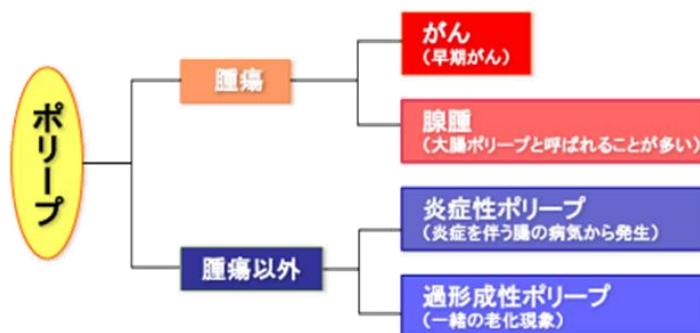 ポリープ
腫瘍
がん
（早期がん）
腺腫
（大腸ポリープと呼ばれることが多い）
腫瘍以外
炎症性ポリープ
（炎症を伴う腸の病気から発生）
過形成性ポリープ
（一緒の老化現象）